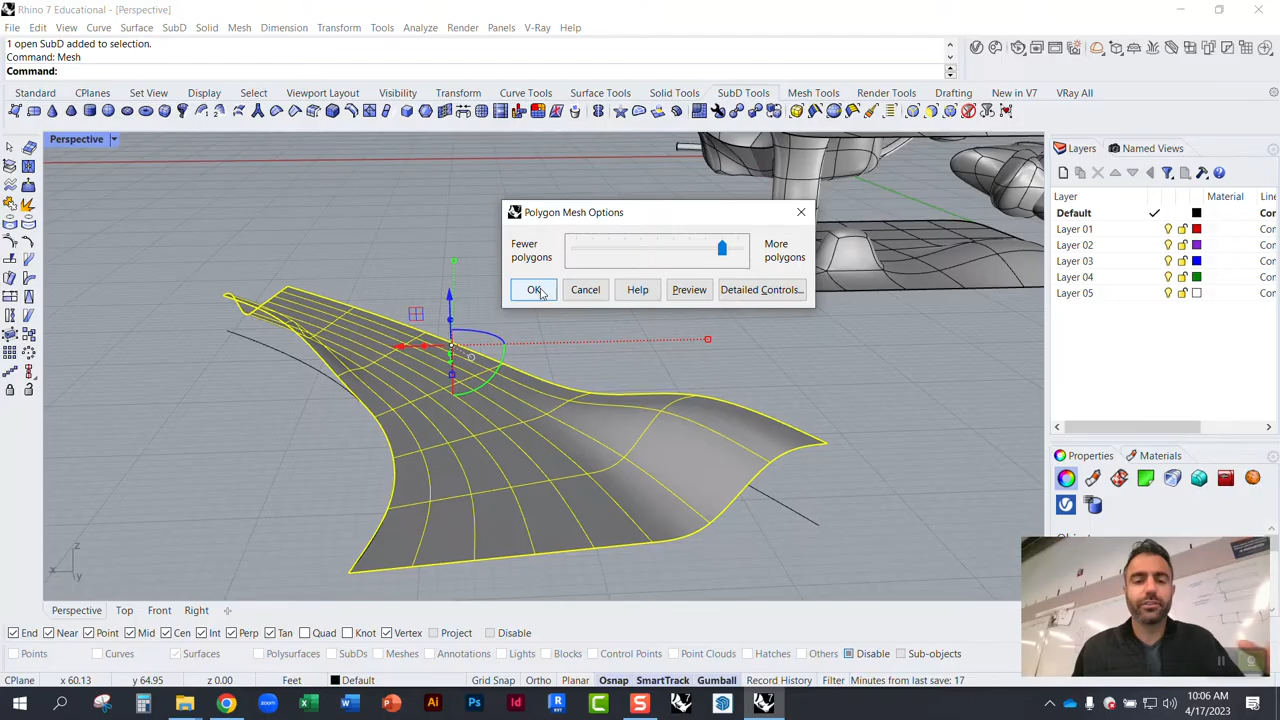 Rhino 7 Educational - [Perspective]
File Edit View Curve Surface SubD Solid Mesh Dimension Transform Tools Analyze Render Panels V-Ray Help
1 open SubD added to selection.
Command: Mesh
Command:
Standard CPlanes Set View Display Select Viewport Layout Visibility Transform Curve Tools Surface Tools Solid Tools SubD Tools Mesh Tools Render Tools Drafting New in V7 VRay All
Perspective
Layers Named Views
Layer Material Line
Default Cor
Layer 01 Cor
Layer 02 Cor
Layer 03 Cor
Layer 04 Cor
Layer 05 Cor
Polygon Mesh Options
Fewer polygons
More polygons
OK Cancel Help Preview Detailed Controls...
Properties Materials
z
x
y
Perspective Top Front Right
End Near Point Mid Cen Int Perp Tan Quad Knot Vertex Project Disable
Points Curves Surfaces Polysurfaces SubDs Meshes Annotations Lights Blocks Control Points Point Clouds Hatches Others Disable Sub-objects
CPlane x 60.13 y 64.95 z 0.00 Feet Default Grid Snap Ortho Planar Osnap SmartTrack Gumball Record History Filter Minutes from last save: 17
10:06 AM
4/17/2023